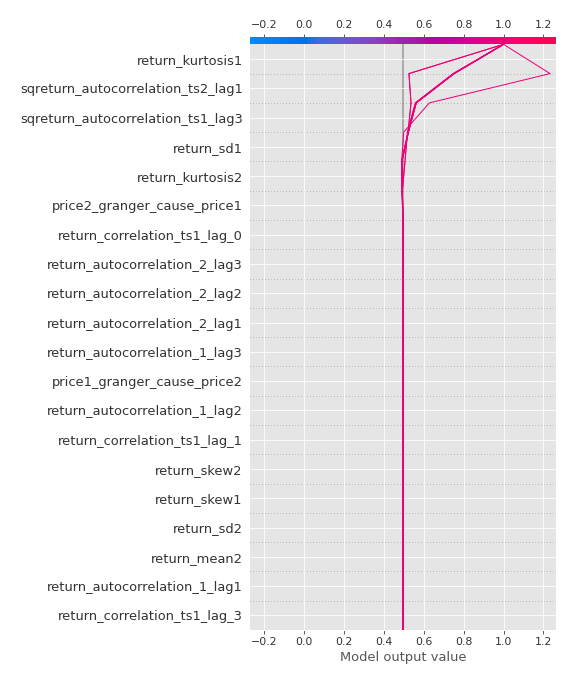 −0.2 0.0 0.2 0.4 0.6 0.8 1.0 1.2
return_kurtosis1
sqreturn_autocorrelation_ts2_lag1
sqreturn_autocorrelation_ts1_lag3
return_sd1
return_kurtosis2
price2_granger_cause_price1
return_correlation_ts1_lag_0
return_autocorrelation_2_lag3
return_autocorrelation_2_lag2
return_autocorrelation_2_lag1
return_autocorrelation_1_lag3
price1_granger_cause_price2
return_autocorrelation_1_lag2
return_correlation_ts1_lag_1
return_skew2
return_skew1
return_sd2
return_mean2
return_autocorrelation_1_lag1
return_correlation_ts1_lag_3
−0.2 0.0 0.2 0.4 0.6 0.8 1.0 1.2
Model output value